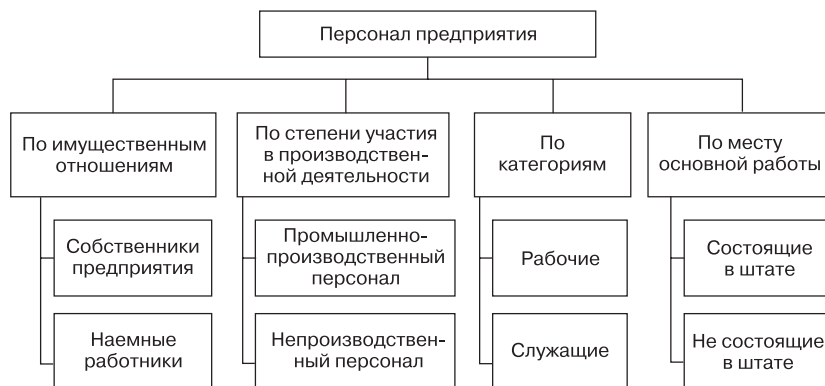 Персонал предприятия
По имущественным
отношениям
По степени участия
в производствен-
ной деятельности
По
категориям
По месту
основной работы
Собственники
предприятия
Промышленно-
производственный
персонал
Рабочие
Состоящие
в штате
Наемные
работники
Непроизводствен-
ный персонал
Служащие
Не состоящие
в штате